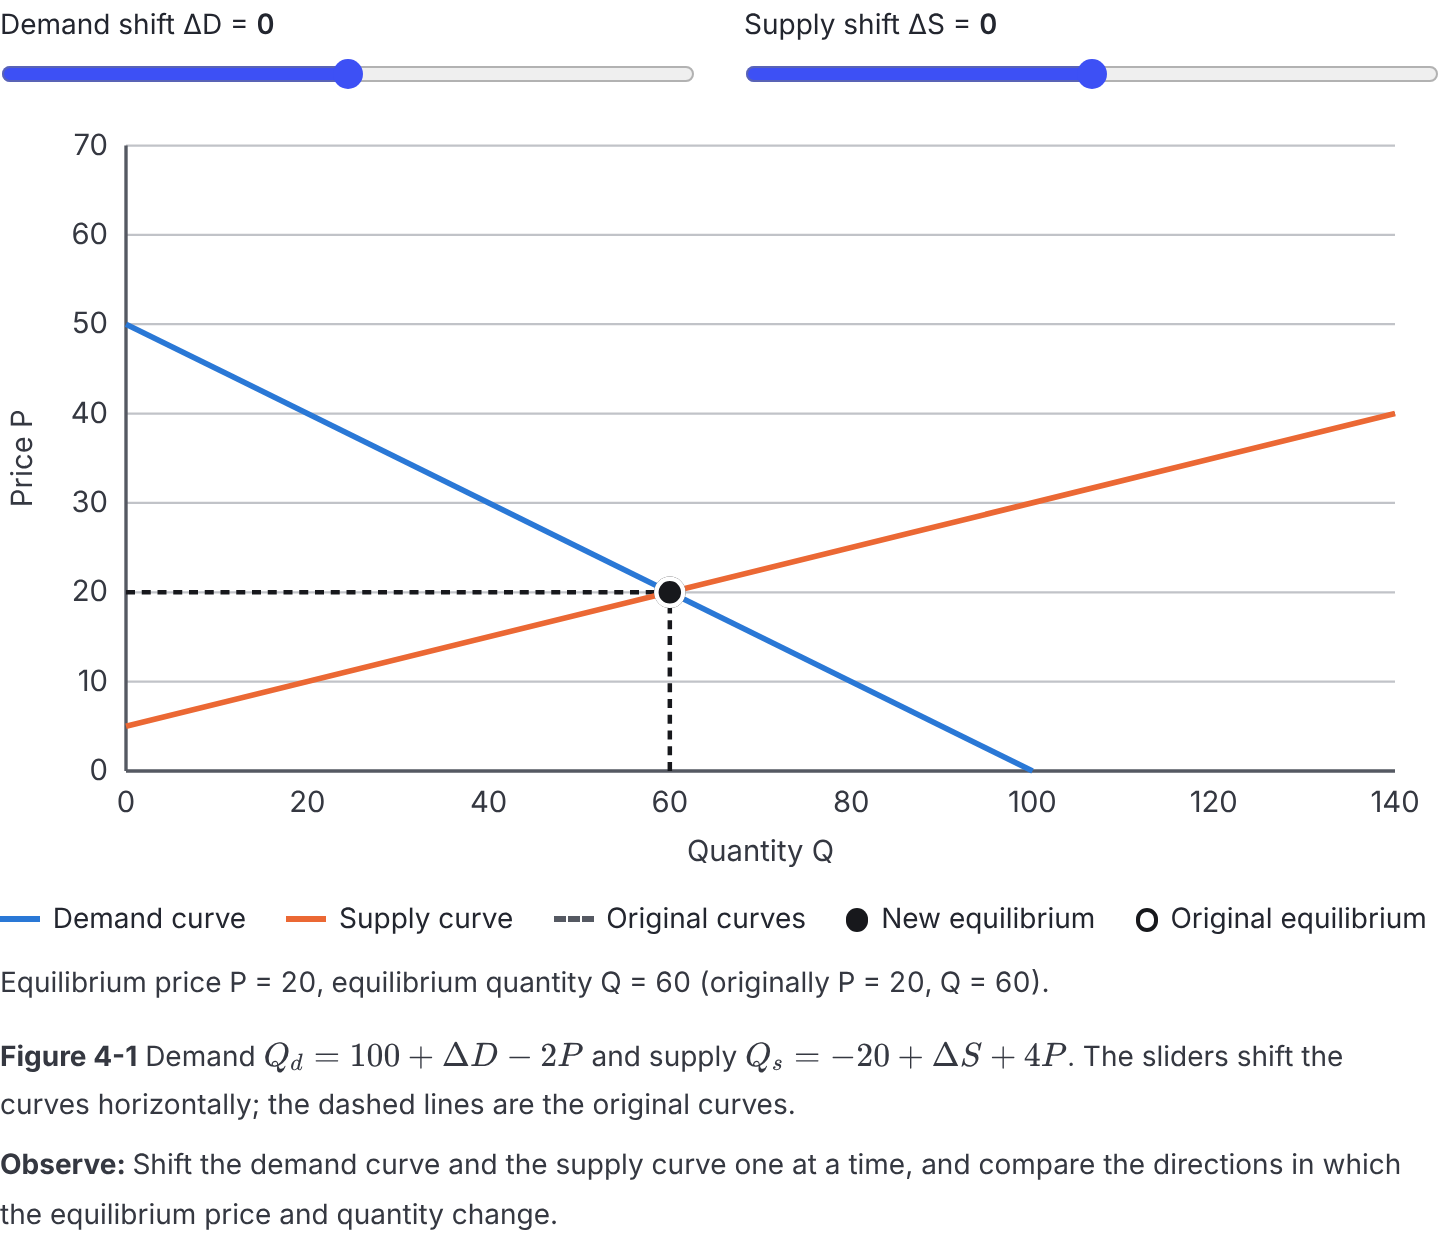 Demand shift ΔD = 0
Supply shift ΔS = 0
70
60
50
40
30
20
10
0
Price P
0 20 40 60 80 100 120 140
Quantity Q
Demand curve Supply curve Original curves New equilibrium Original equilibrium
Equilibrium price P = 20, equilibrium quantity Q = 60 (originally P = 20, Q = 60).
Figure 4-1 Demand Q_d = 100 + ΔD − 2P and supply Q_s = −20 + ΔS + 4P. The sliders shift the
curves horizontally; the dashed lines are the original curves.
Observe: Shift the demand curve and the supply curve one at a time, and compare the directions in which
the equilibrium price and quantity change.